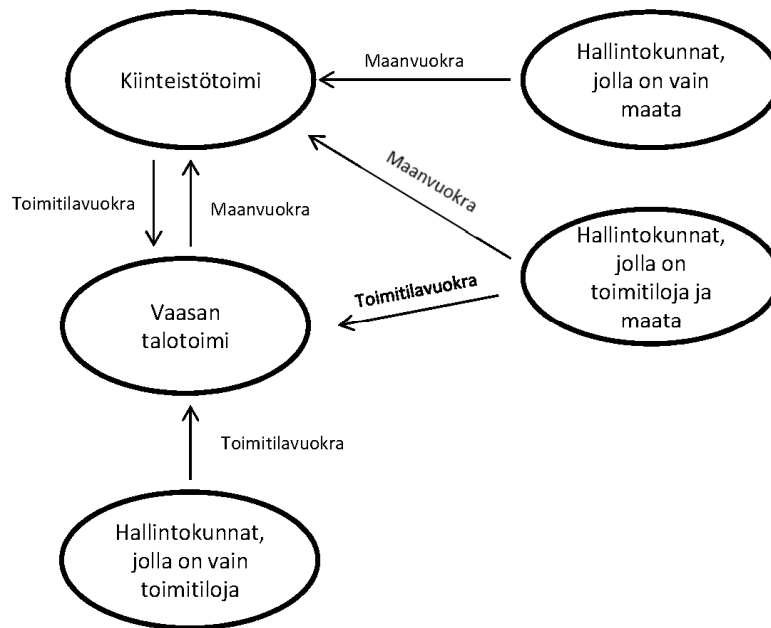 Kiinteistötoimi
Maanvuokra
Hallintokunnat,
jolla on vain
maata
Toimitilavuokra
Maanvuokra
Maanvuokra
Hallintokunnat,
jolla on
toimitiloja ja
maata
Toimitilavuokra
Vaasan
talotoimi
Toimitilavuokra
Hallintokunnat,
jolla on vain
toimitiloja